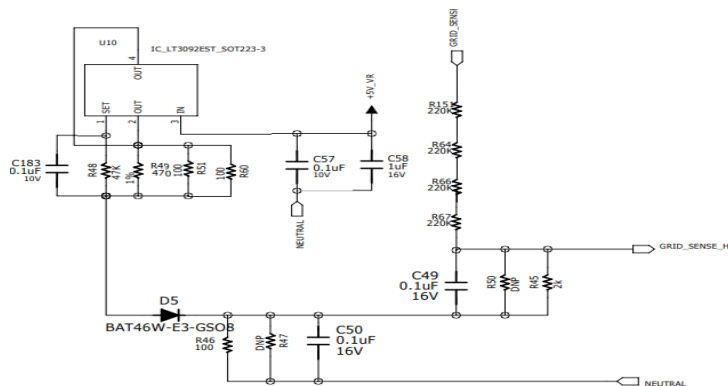 U10
IC_LT3092EST_SOT223-3
4
OUT
SET
OUT
IN
1
2
3
+5V_VR
GRID_SENSI
R151
220K
R64
220K
R66
220K
R67
220K
C183
0.1uF
10V
R48
47K
1%
R49
470
100
R51
100
R60
C57
0.1uF
10V
C58
1uF
16V
NEUTRAL
GRID_SENSE_H
C49
0.1uF
16V
R50
DNP
R45
2k
D5
BAT46W-E3-GSO8
R46
100
DNP
R47
C50
0.1uF
16V
NEUTRAL